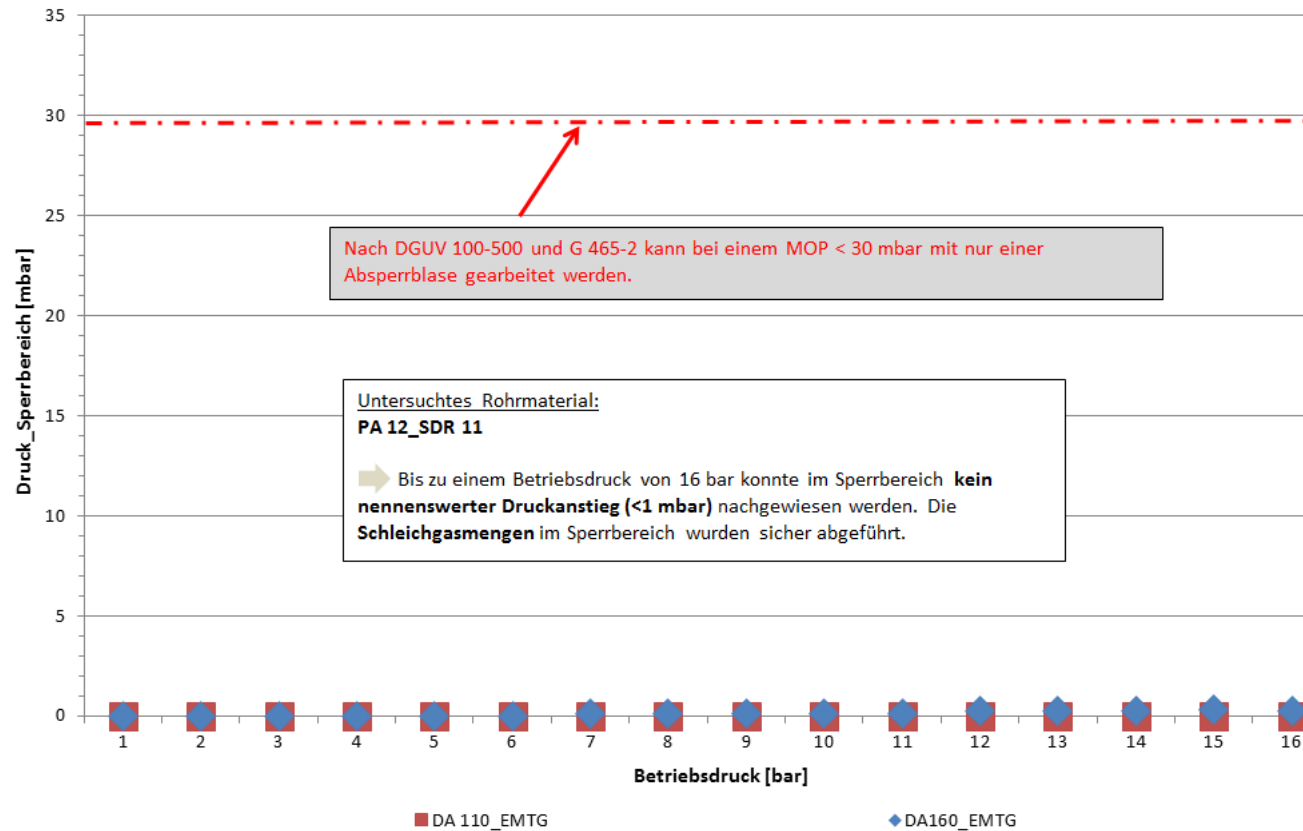 35
30
25
20
15
10
5
0
Druck_Sperrbereich [mbar]
Nach DGUV 100-500 und G 465-2 kann bei einem MOP < 30 mbar mit nur einer
Absperrblase gearbeitet werden.
Untersuchtes Rohrmaterial:
PA 12_SDR 11
Bis zu einem Betriebsdruck von 16 bar konnte im Sperrbereich kein
nennenswerter Druckanstieg (<1 mbar) nachgewiesen werden. Die
Schleichgasmengen im Sperrbereich wurden sicher abgeführt.
1 2 3 4 5 6 7 8 9 10 11 12 13 14 15 16
Betriebsdruck [bar]
DA 110_EMTG DA160_EMTG